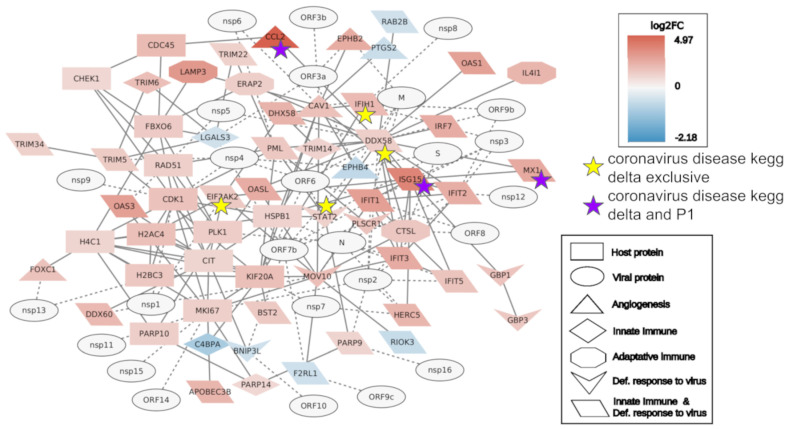 nsp6
ORF3b
CCL2
RAB2B
CDC45
TRIM22
EPHB2
PTGS2
nsp8
OAS1
CHEK1
LAMP3
ORF3a
IL4I1
TRIM6
ERAP2
M
nsp5
DHX58
CAV1
IFIH1
ORF9b
FBXO6
LGALS3
IRF7
TRIM34
TRIM5
PML
TRIM14
DDX58
nsp3
RAD51
nsp4
S
nsp9
EPHB4
ISG15
MX1
CDK1
OASL
ORF6
IFIT2
OAS3
EIF2AK2
IFIT1
nsp12
H2AC4
PLK1
HSPB1
STAT2
PLSCR1
H4C1
ORF7b
N
CTSL
ORF8
CIT
IFIT3
FOXC1
H2BC3
KIF20A
MOV10
nsp2
IFIT5
GBP1
nsp13
nsp1
MKI67
nsp7
DDX60
BST2
HERC5
GBP3
nsp11
PARP10
C4BPA
BNIP3L
PARP9
RIOK3
nsp15
F2RL1
nsp16
APOBEC3B
PARP14
ORF14
ORF10
ORF9c
log2FC
4.97
0
-2.18
coronavirus disease kegg
delta exclusive
coronavirus disease kegg
delta and P1
Host protein
Viral protein
Angiogenesis
Innate Immune
Adaptative Immune
Def. response to virus
Innate Immune &
Def. response to virus